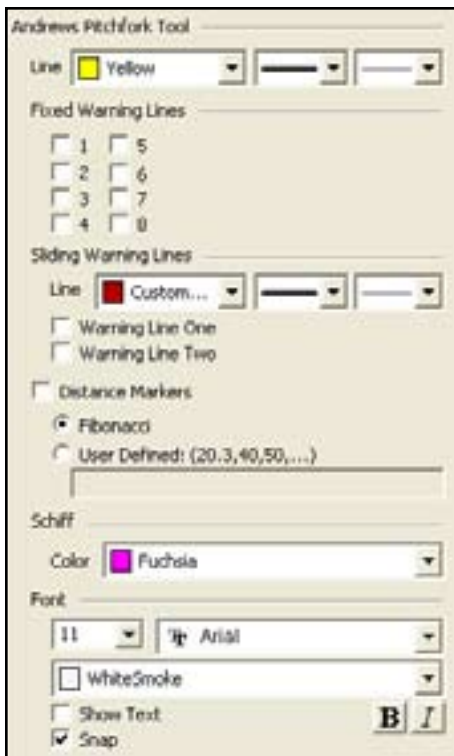 Andrews Pitchfork Tool
Line Yellow
Fixed Warning Lines
1 5
2 6
3 7
4 8
Sliding Warning Lines
Line Custom...
Warning Line One
Warning Line Two
Distance Markers
Fibonacci
User Defined: (20.3,40,50,...)
Schiff
Color Fuchsia
Font
11 Arial
WhiteSmoke
Show Text B I
Snap